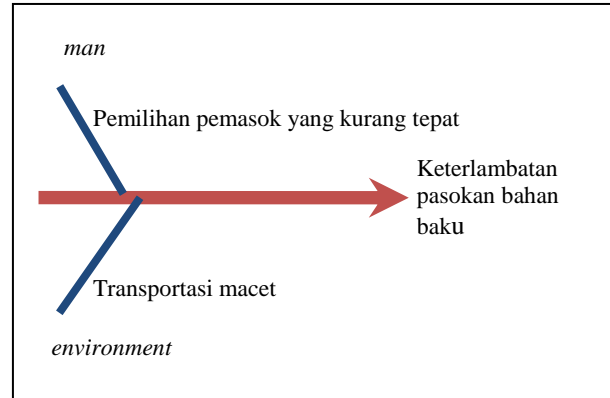 man
Pemilihan pemasok yang kurang tepat
Keterlambatan
pasokan bahan
baku
Transportasi macet
environment